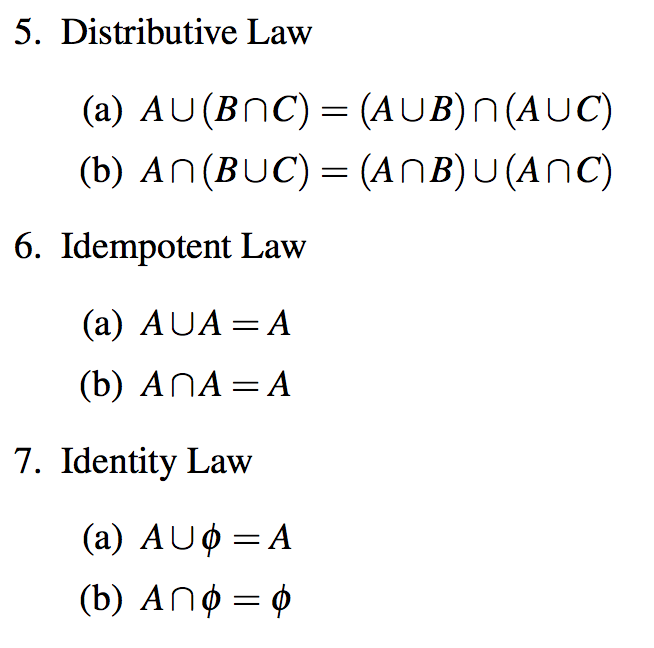 5. Distributive Law
(a) A∪(B∩C) = (A∪B)∩(A∪C)
(b) A∩(B∪C) = (A∩B)∪(A∩C)
6. Idempotent Law
(a) A∪A = A
(b) A∩A = A
7. Identity Law
(a) A∪ϕ = A
(b) A∩ϕ = ϕ